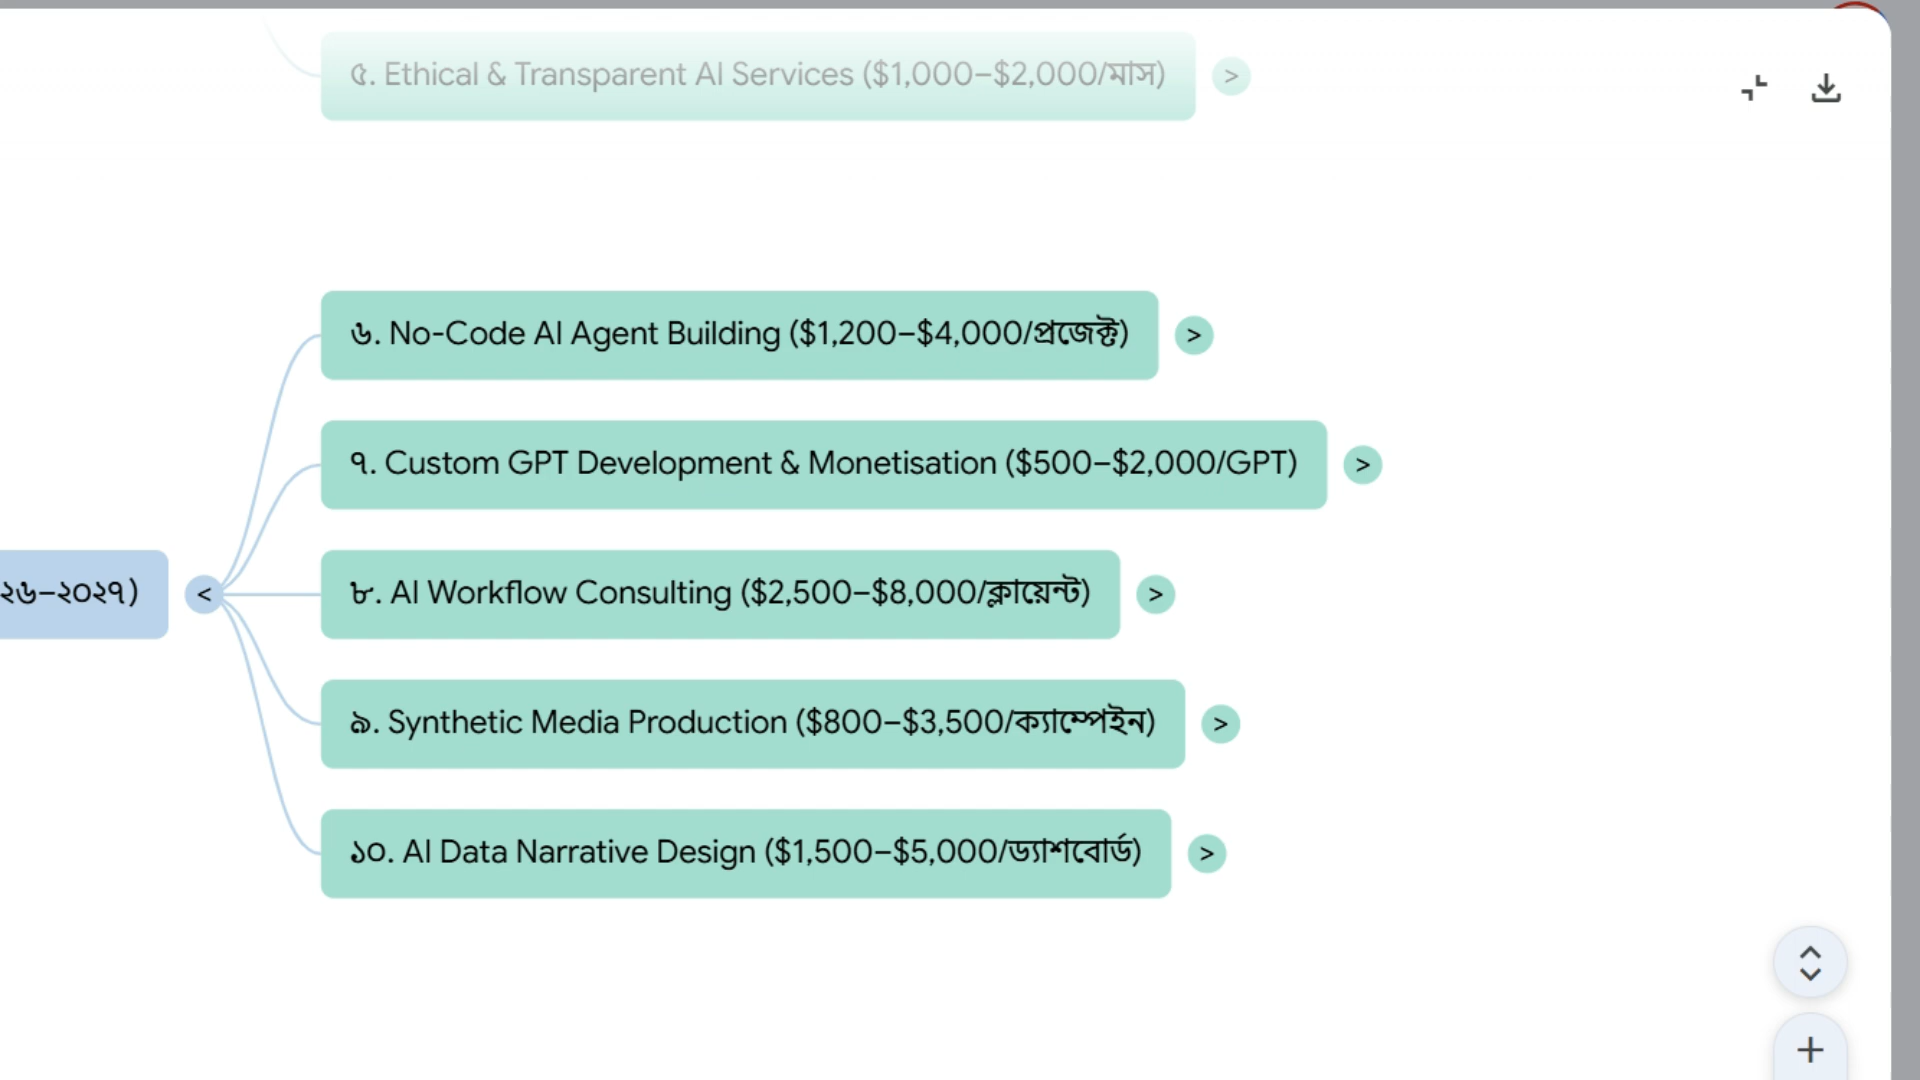 ৫. Ethical & Transparent AI Services ($1,000–$2,000/মাস)
৬. No-Code AI Agent Building ($1,200–$4,000/প্রজেক্ট)
৭. Custom GPT Development & Monetisation ($500–$2,000/GPT)
২৬–২০২৭)
৮. AI Workflow Consulting ($2,500–$8,000/ক্লায়েন্ট)
৯. Synthetic Media Production ($800–$3,500/ক্যাম্পেইন)
১০. AI Data Narrative Design ($1,500–$5,000/ড্যাশবোর্ড)